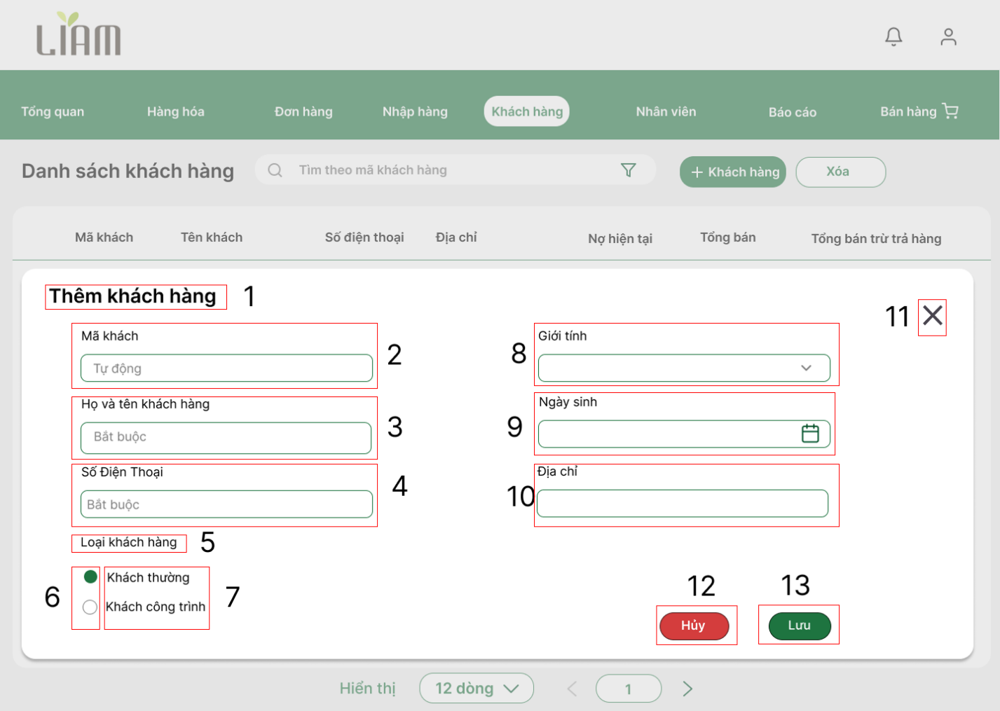 LIAM
Tổng quan
Hàng hóa
Đơn hàng
Nhập hàng
Khách hàng
Nhân viên
Báo cáo
Bán hàng
Danh sách khách hàng
Tìm theo mã khách hàng
+ Khách hàng
Xóa
Mã khách
Tên khách
Số điện thoại
Địa chỉ
Nợ hiện tại
Tổng bán
Tổng bán trừ trả hàng
Thêm khách hàng
1
11
Mã khách
Tự động
2
8
Giới tính
Họ và tên khách hàng
Bắt buộc
3
9
Ngày sinh
Số Điện Thoại
Bắt buộc
4
10
Địa chỉ
Loại khách hàng
5
6
Khách thường
Khách công trình
7
12
Hủy
13
Lưu
Hiển thị
12 dòng
1